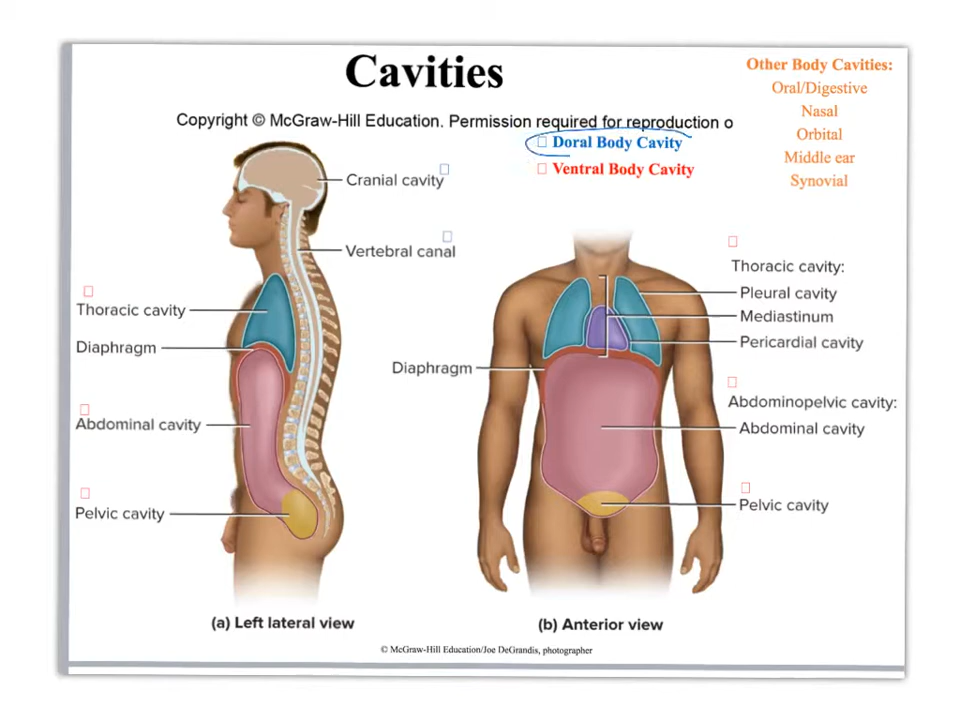 Cavities
Copyright © McGraw-Hill Education. Permission required for reproduction o
Doral Body Cavity
Ventral Body Cavity
Other Body Cavities:
Oral/Digestive
Nasal
Orbital
Middle ear
Synovial
Cranial cavity
Vertebral canal
Thoracic cavity
Diaphragm
Abdominal cavity
Pelvic cavity
(a) Left lateral view
Thoracic cavity:
Pleural cavity
Mediastinum
Pericardial cavity
Diaphragm
Abdominopelvic cavity:
Abdominal cavity
Pelvic cavity
(b) Anterior view
© McGraw-Hill Education/Joe DeGrandis, photographer